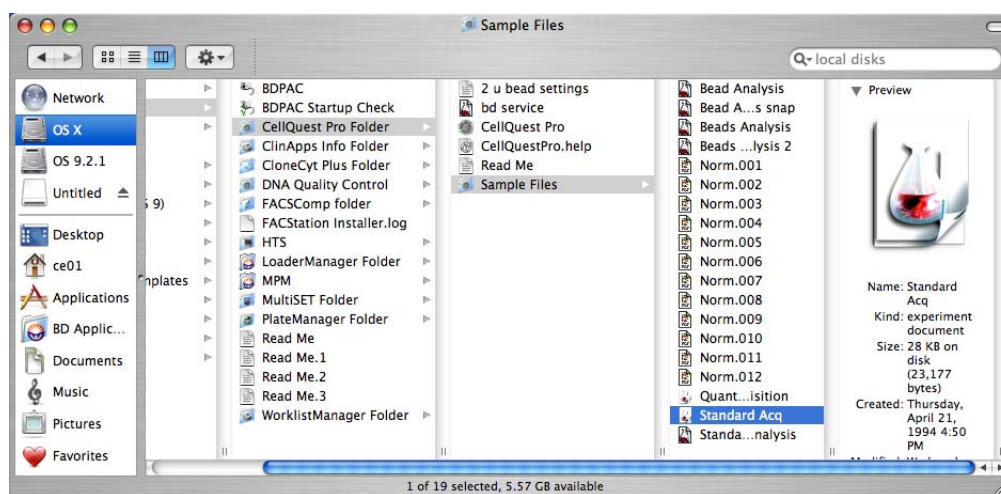 Sample Files
local disks
Network
OS X
OS 9.2.1
Untitled
Desktop
ce01
Applications
BD Applic...
Documents
Music
Pictures
Favorites
5 9)
mplates
BDPAC
BDPAC Startup Check
CellQuest Pro Folder
ClinApps Info Folder
CloneCyt Plus Folder
DNA Quality Control
FACSComp folder
FACStation Installer.log
HTS
LoaderManager Folder
MPM
MultiSET Folder
PlateManager Folder
Read Me
Read Me.1
Read Me.2
Read Me.3
WorklistManager Folder
2 u bead settings
bd service
CellQuest Pro
CellQuestPro.help
Read Me
Sample Files
Bead Analysis
Bead A...s snap
Beads Analysis
Beads ...lysis 2
Norm.001
Norm.002
Norm.003
Norm.004
Norm.005
Norm.006
Norm.007
Norm.008
Norm.009
Norm.010
Norm.011
Norm.012
Quant...isition
Standard Acq
Standa...nalysis
Preview
Name: Standard
Acq
Kind: experiment
document
Size: 28 KB on
disk
(23,177
bytes)
Created: Thursday,
April 21,
1994 4:50
PM
1 of 19 selected, 5.57 GB available